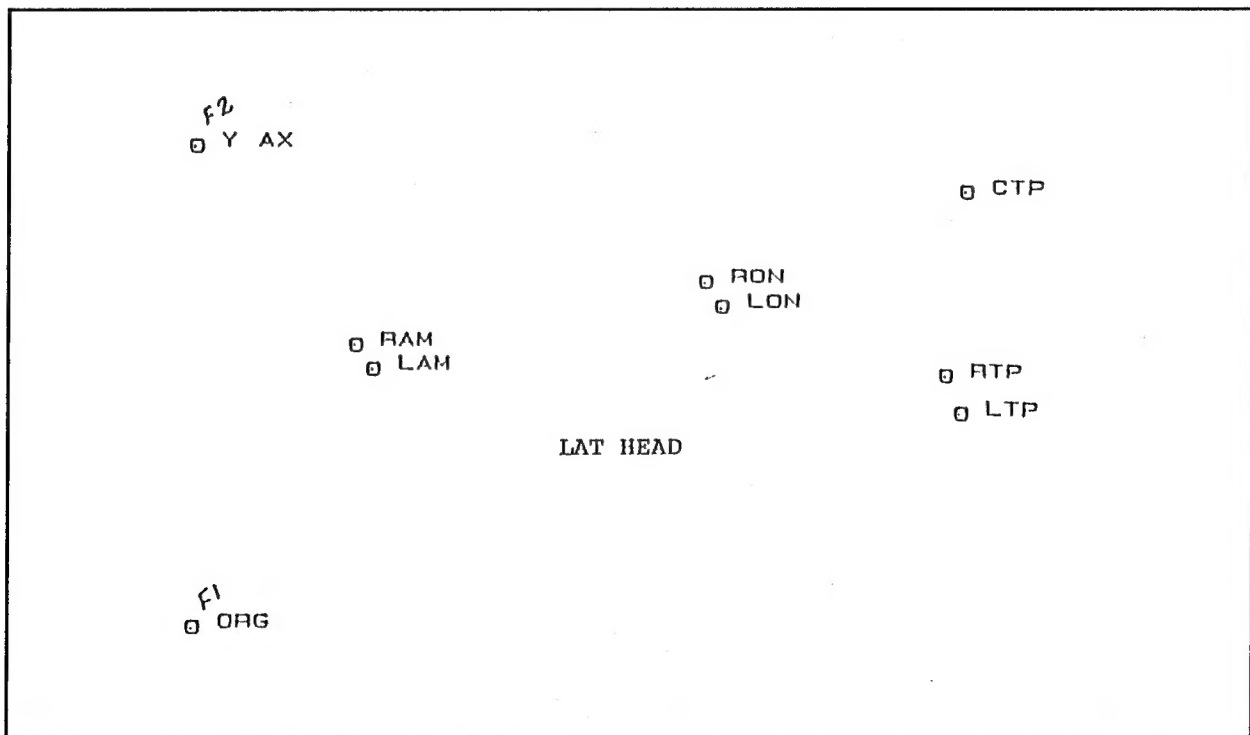 F2
Y AX
CTP
RON
LON
RAM
LAM
RTP
LTP
LAT HEAD
F1
ORG